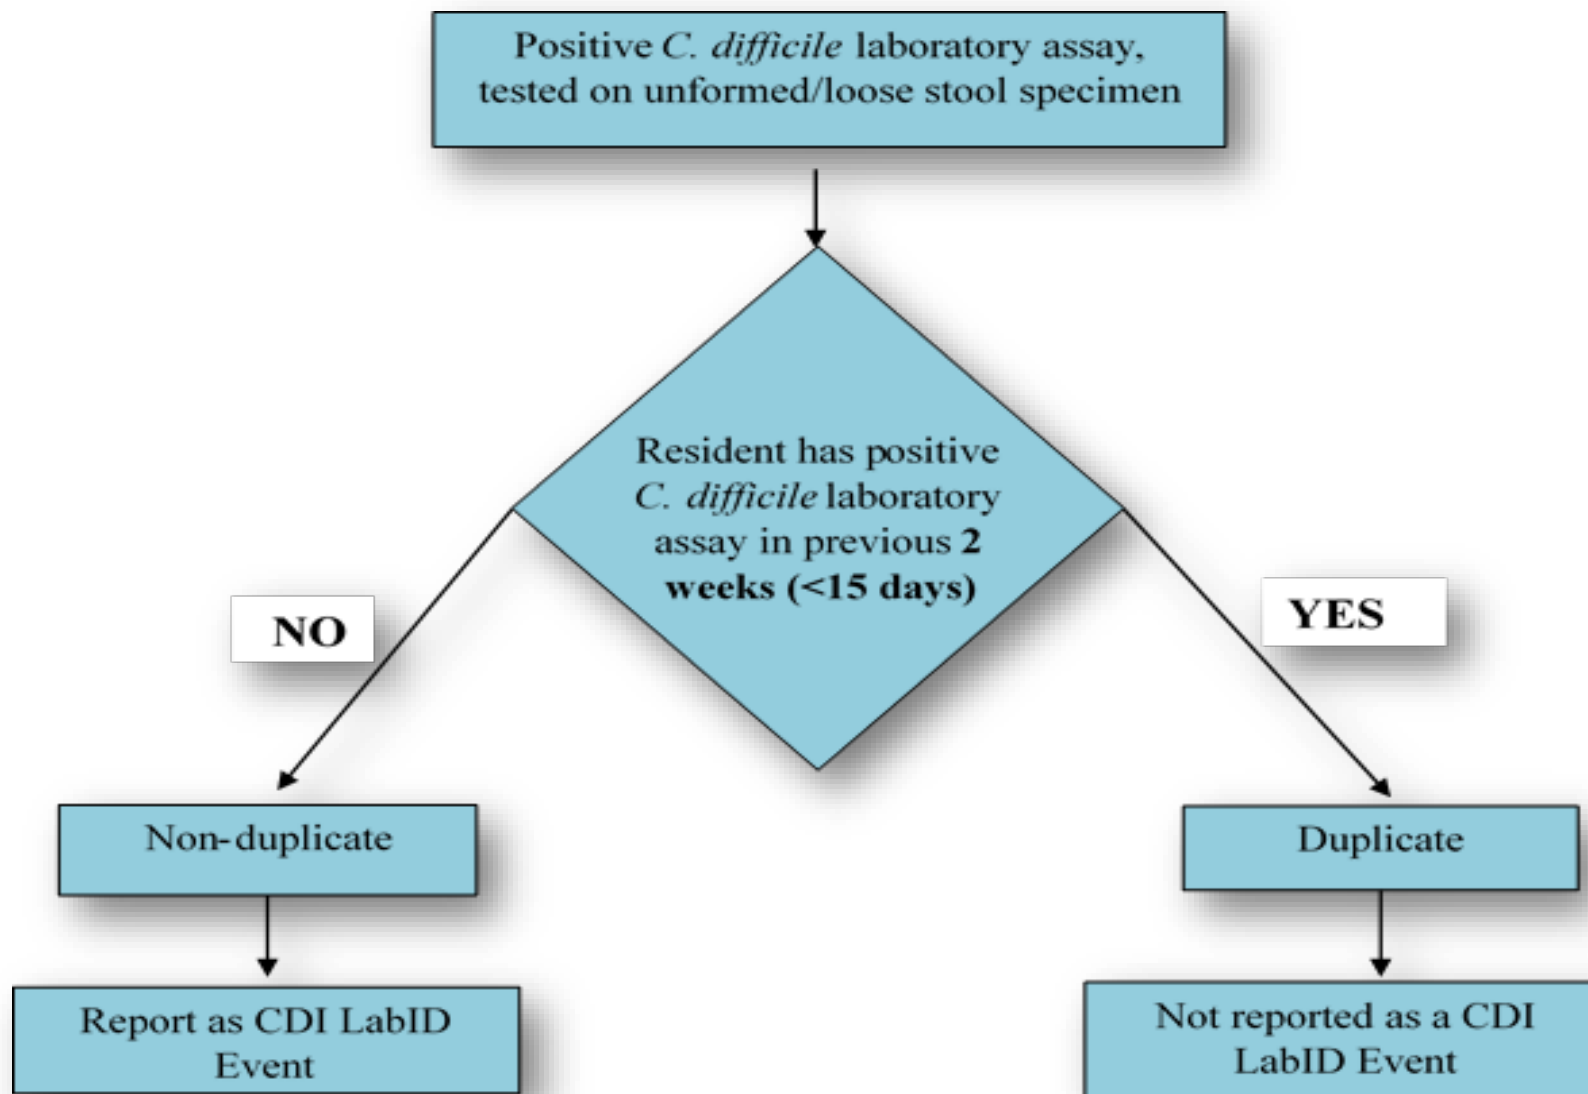 Positive C. difficile laboratory assay,
tested on unformed/loose stool specimen
Resident has positive
C. difficile laboratory
assay in previous 2
weeks (<15 days)
NO
YES
Non-duplicate
Duplicate
Report as CDI LabID
Event
Not reported as a CDI
LabID Event